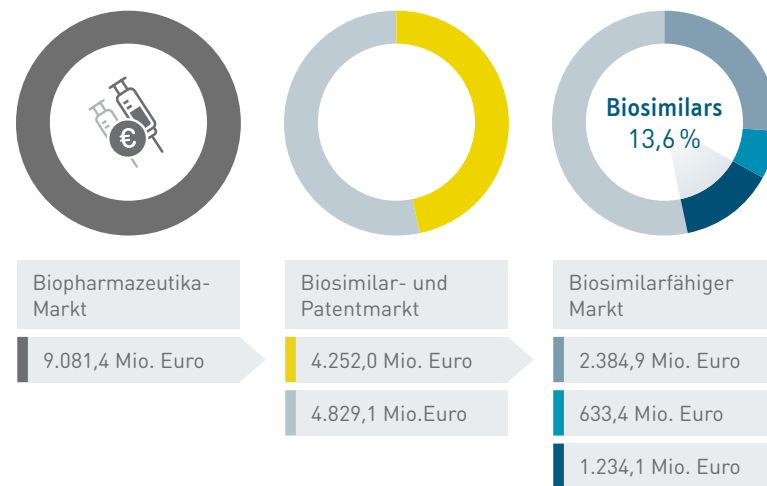 Biosimilars
13,6 %
€
Biopharmazeutika-
Markt
9.081,4 Mio. Euro
Biosimilar- und
Patentmarkt
4.252,0 Mio. Euro
4.829,1 Mio.Euro
Biosimilarfähiger
Markt
2.384,9 Mio. Euro
633,4 Mio. Euro
1.234,1 Mio. Euro